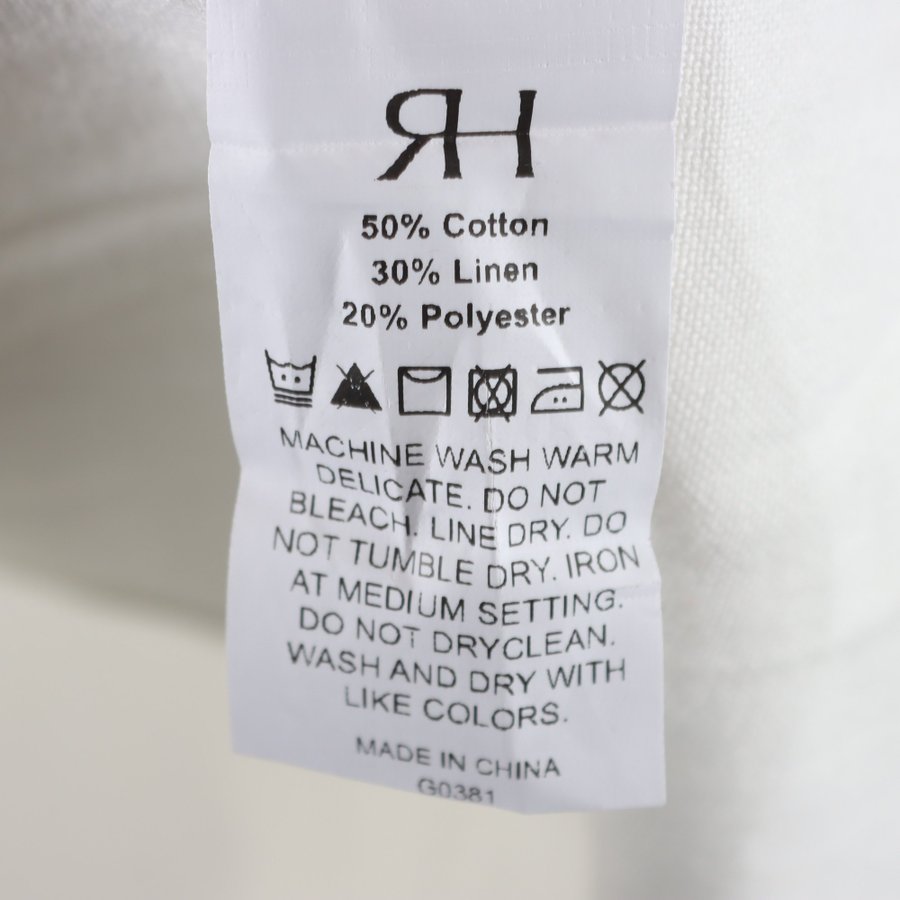 RH
50% Cotton
30% Linen
20% Polyester
MACHINE WASH WARM
DELICATE. DO NOT
BLEACH. LINE DRY. DO
NOT TUMBLE DRY. IRON
AT MEDIUM SETTING.
DO NOT DRYCLEAN.
WASH AND DRY WITH
LIKE COLORS.
MADE IN CHINA
G0381